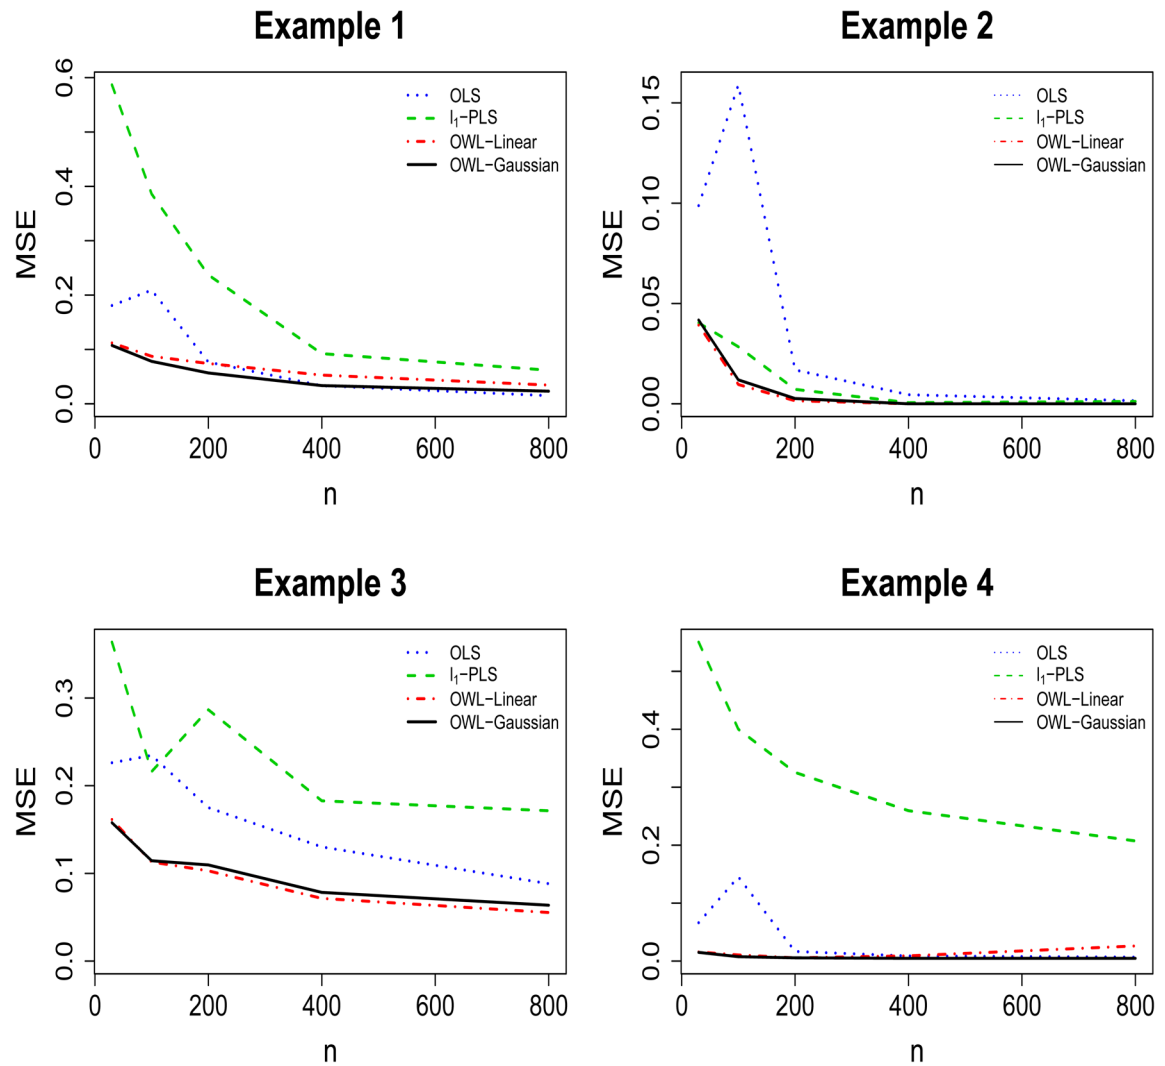 Example 1
MSE
0.0 0.2 0.4 0.6
OLS
l1−PLS
OWL−Linear
OWL−Gaussian
0 200 400 600 800
n
Example 2
MSE
0.00 0.05 0.10 0.15
OLS
l1−PLS
OWL−Linear
OWL−Gaussian
0 200 400 600 800
n
Example 3
MSE
0.0 0.1 0.2 0.3
OLS
l1−PLS
OWL−Linear
OWL−Gaussian
0 200 400 600 800
n
Example 4
MSE
0.0 0.2 0.4
OLS
l1−PLS
OWL−Linear
OWL−Gaussian
0 200 400 600 800
n